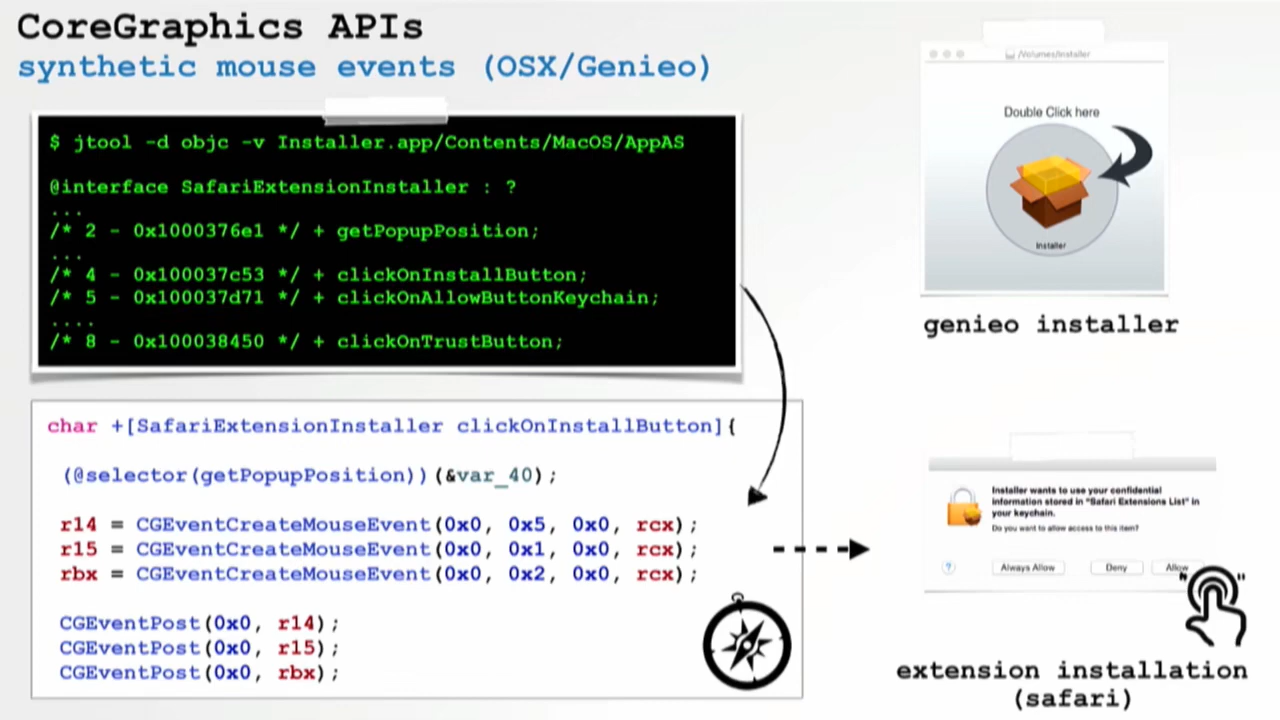 CoreGraphics APIs
synthetic mouse events (OSX/Genieo)
$ jtool -d objc -v Installer.app/Contents/MacOS/AppAS
@interface SafariExtensionInstaller : ?
...
/* 2 - 0x1000376e1 */ + getPopupPosition;
...
/* 4 - 0x100037c53 */ + clickOnInstallButton;
/* 5 - 0x100037d71 */ + clickOnAllowButtonKeychain;
....
/* 8 - 0x100038450 */ + clickOnTrustButton;
char +[SafariExtensionInstaller clickOnInstallButton]{
(@selector(getPopupPosition))(&var_40);
r14 = CGEventCreateMouseEvent(0x0, 0x5, 0x0, rcx);
r15 = CGEventCreateMouseEvent(0x0, 0x1, 0x0, rcx);
rbx = CGEventCreateMouseEvent(0x0, 0x2, 0x0, rcx);
CGEventPost(0x0, r14);
CGEventPost(0x0, r15);
CGEventPost(0x0, rbx);
/Volumes/Installer
Double Click here
Installer
genieo installer
Installer wants to use your confidential
information stored in "Safari Extensions List" in
your keychain.
Do you want to allow access to this item?
?
Always Allow
Deny
Allow
" "
extension installation
(safari)